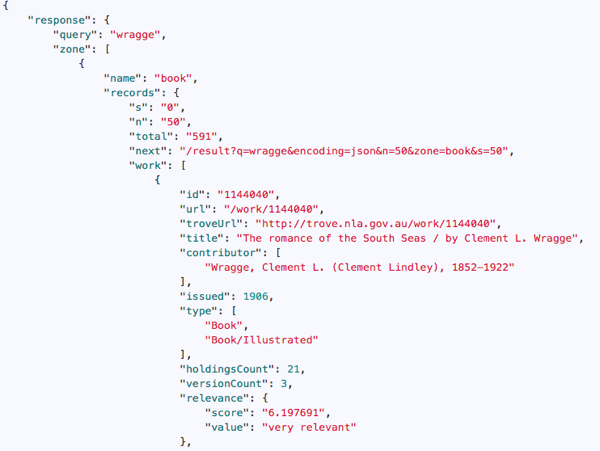 {
"response": {
"query": "wragge",
"zone": [
{
"name": "book",
"records": {
"s": "0",
"n": "50",
"total": "591",
"next": "/result?q=wragge&encoding=json&n=50&zone=book&s=50",
"work": [
{
"id": "1144040",
"url": "/work/1144040",
"troveUrl": "http://trove.nla.gov.au/work/1144040",
"title": "The romance of the South Seas / by Clement L. Wragge",
"contributor": [
"Wragge, Clement L. (Clement Lindley), 1852-1922"
],
"issued": 1906,
"type": [
"Book",
"Book/Illustrated"
],
"holdingsCount": 21,
"versionCount": 3,
"relevance": {
"score": "6.197691",
"value": "very relevant"
},